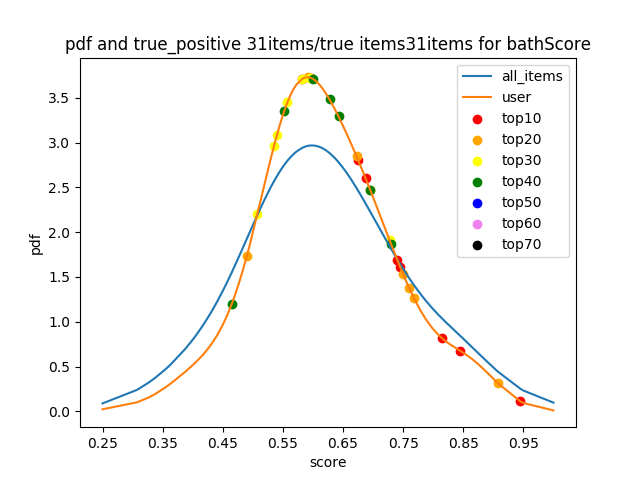 pdf and true_positive 31items/true items31items for bathScore
all_items
user
top10
top20
top30
top40
top50
top60
top70
pdf
3.5
3.0
2.5
2.0
1.5
1.0
0.5
0.0
0.25 0.35 0.45 0.55 0.65 0.75 0.85 0.95
score